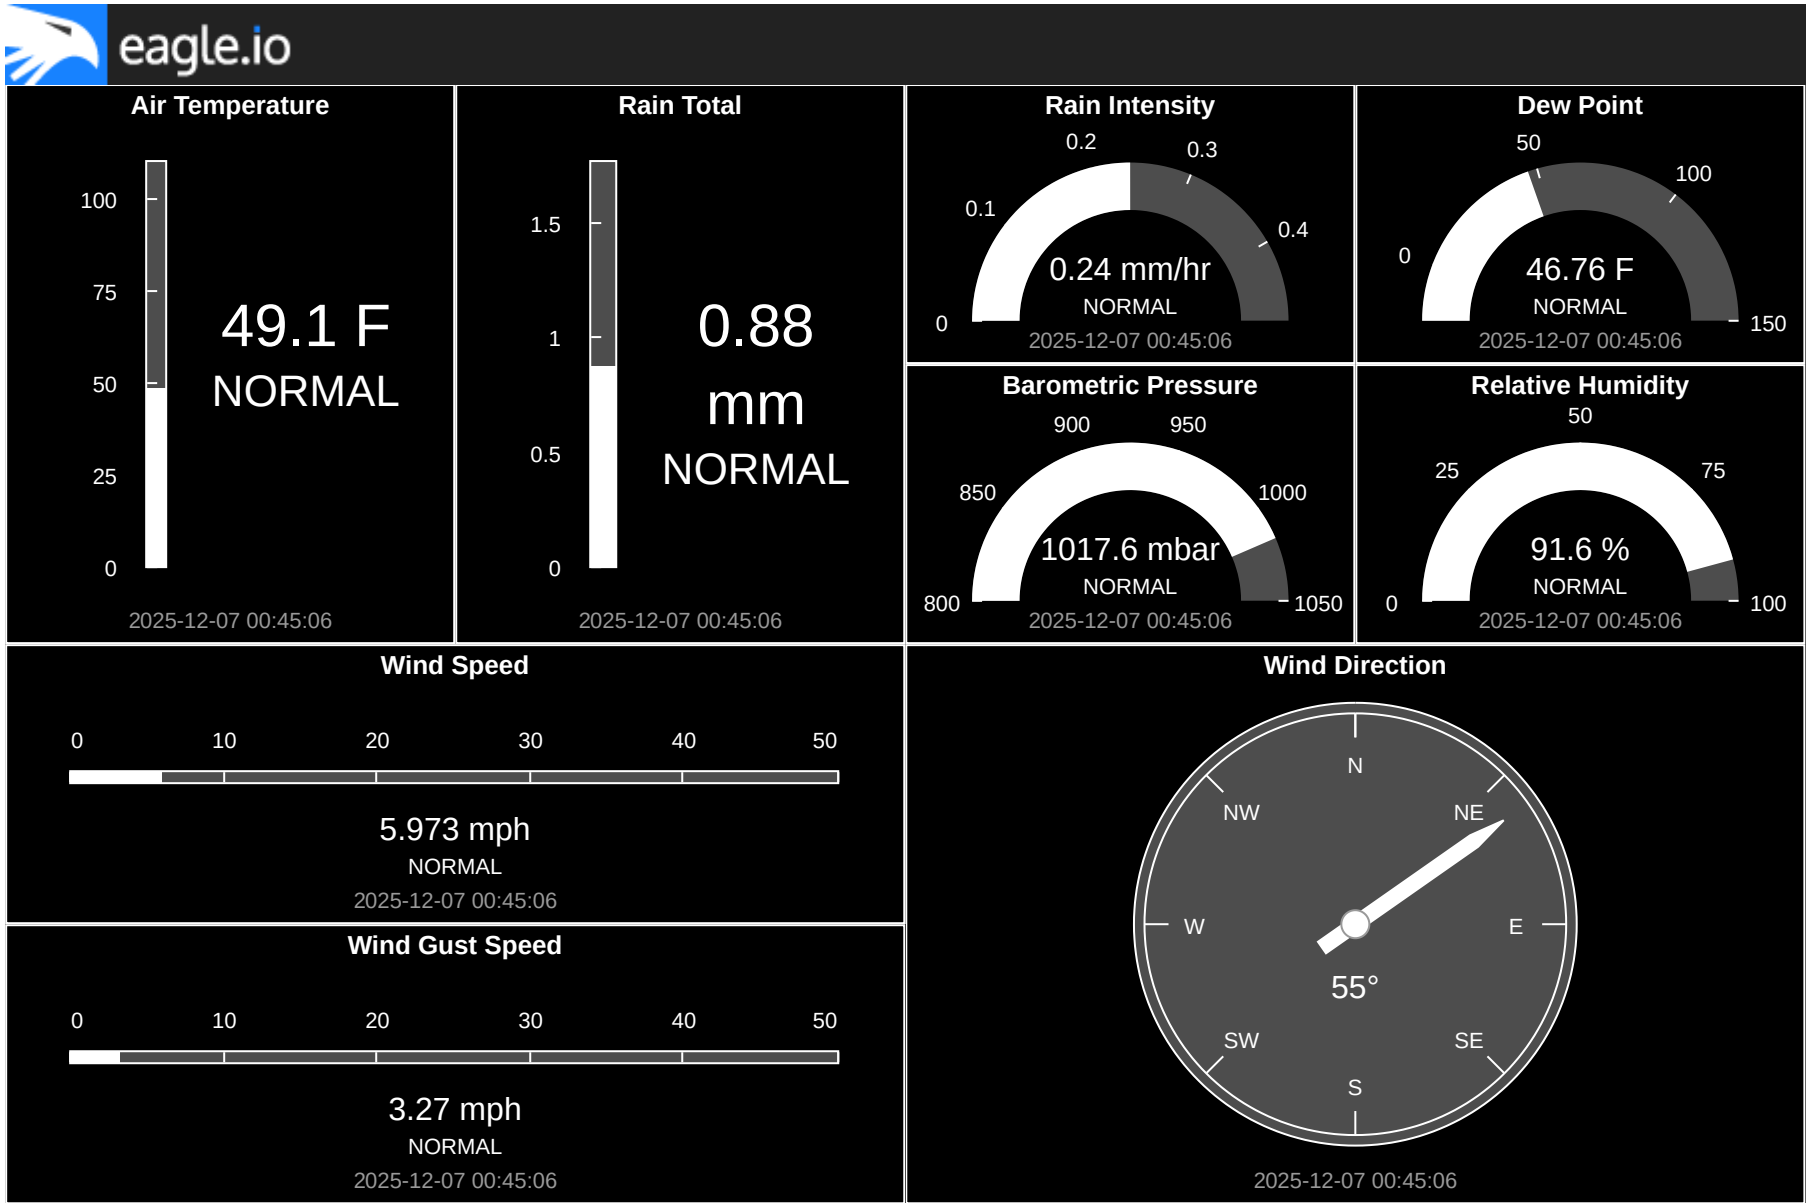 eagle.io
Air Temperature
100
75
50
25
0
49.1 F
NORMAL
2025-12-07 00:45:06
Rain Total
1.5
1
0.5
0
0.88
mm
NORMAL
2025-12-07 00:45:06
Rain Intensity
0
0.1
0.2
0.3
0.4
0.24 mm/hr
NORMAL
2025-12-07 00:45:06
Dew Point
0
50
100
150
46.76 F
NORMAL
2025-12-07 00:45:06
Barometric Pressure
800
850
900
950
1000
1050
1017.6 mbar
NORMAL
2025-12-07 00:45:06
Relative Humidity
0
25
50
75
100
91.6 %
NORMAL
2025-12-07 00:45:06
Wind Speed
0 10 20 30 40 50
5.973 mph
NORMAL
2025-12-07 00:45:06
Wind Gust Speed
0 10 20 30 40 50
3.27 mph
NORMAL
2025-12-07 00:45:06
Wind Direction
N
NW NE
W E
55°
SW SE
S
2025-12-07 00:45:06